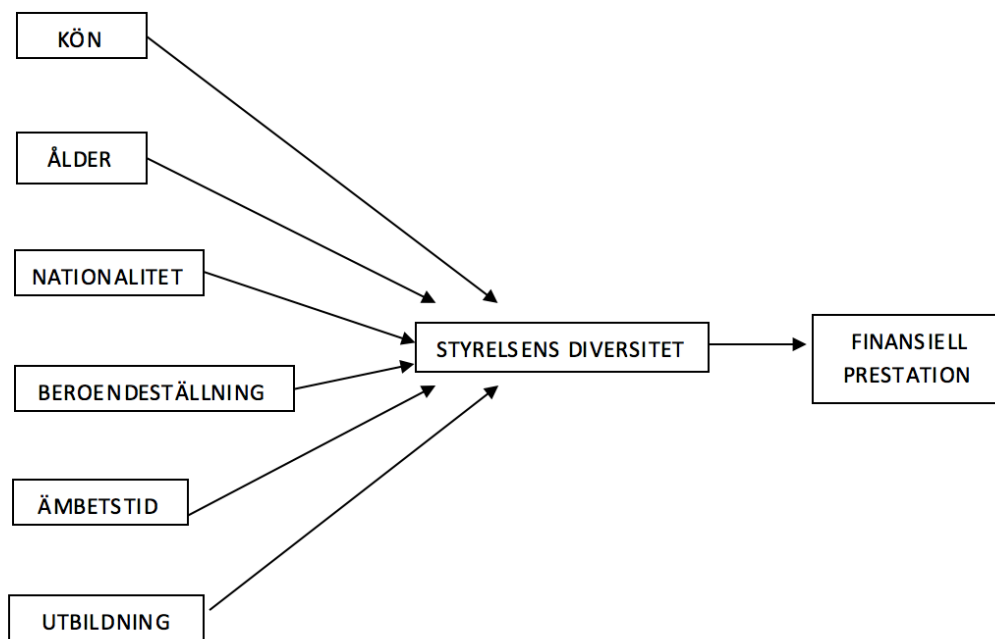 KÖN
ÅLDER
NATIONALITET
BEROENDESTÄLLNING
ÄMBETSTID
UTBILDNING
STYRELSENS DIVERSITET
FINANSIELL
PRESTATION